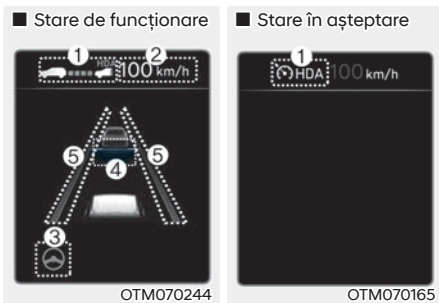 ■ Stare de funcționare
1 2
HDA
100 km/h
5 5
4
3
OTM070244
■ Stare în așteptare
1
HDA 100 km/h
OTM070165